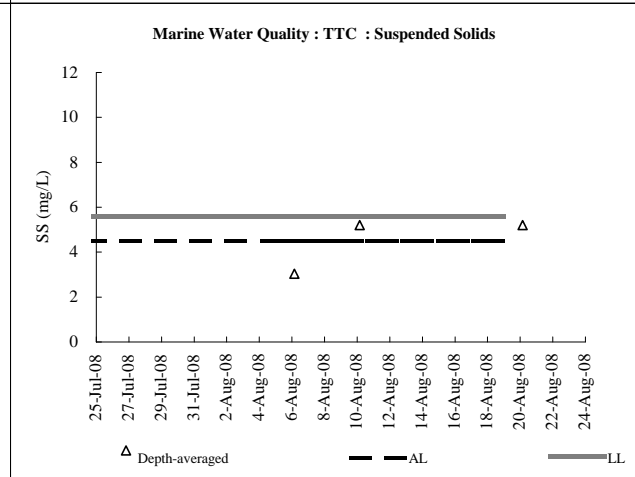 Marine Water Quality : TTC : Suspended Solids
12
10
8
6
4
2
0
SS (mg/L)
25-Jul-08
27-Jul-08
29-Jul-08
31-Jul-08
2-Aug-08
4-Aug-08
6-Aug-08
8-Aug-08
10-Aug-08
12-Aug-08
14-Aug-08
16-Aug-08
18-Aug-08
20-Aug-08
22-Aug-08
24-Aug-08
Depth-averaged
AL
LL